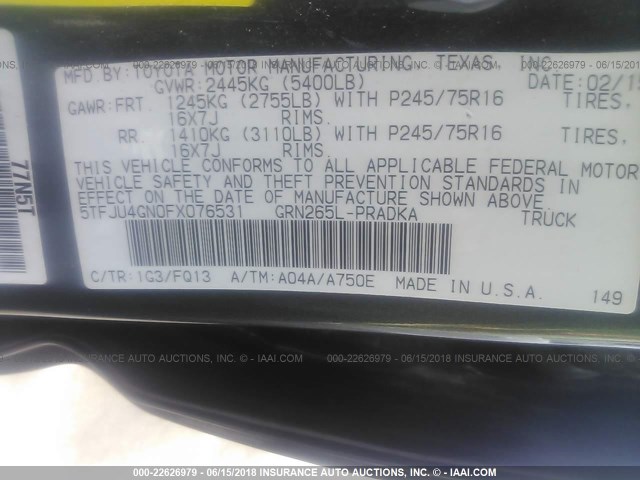 MFD BY: TOYOTA MOTOR MANUFACTURING TEXAS INC.
GVWR: 2445KG (5400LB) DATE: 02/15
GAWR: FRT. 1245KG (2755LB) WITH P245/75R16 TIRES.
16X7J RIMS.
RR. 1410KG (3110LB) WITH P245/75R16 TIRES.
16X7J RIMS.
THIS VEHICLE CONFORMS TO ALL APPLICABLE FEDERAL MOTOR
VEHICLE SAFETY AND THEFT PREVENTION STANDARDS IN
EFFECT ON THE DATE OF MANUFACTURE SHOWN ABOVE.
5TFJU4GN0FX076531 GRN265L-PRADKA TRUCK
C/TR: 1G3/FQ13 A/TM: A04A/A750E MADE IN U.S.A.
149
77N5T
000-22626979 - 06/15/2018 INSURANCE AUTO AUCTIONS, INC. © - IAAI.COM